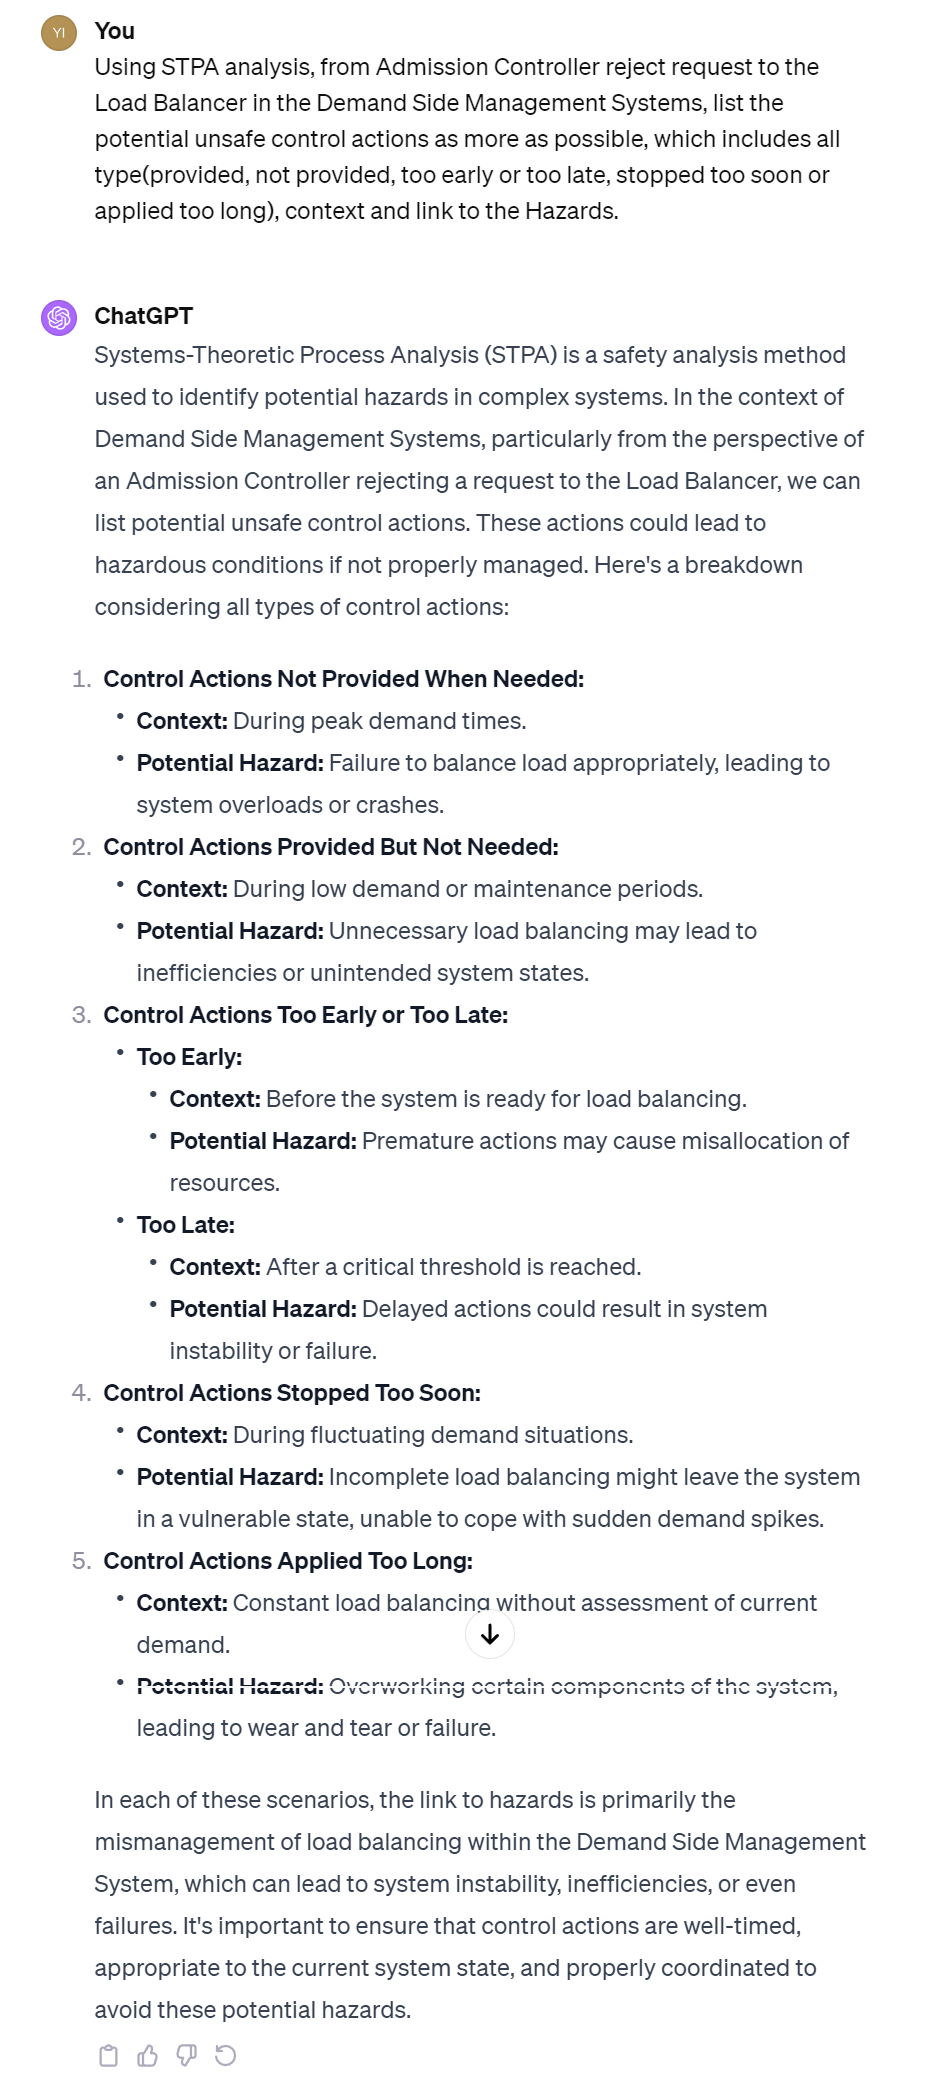 YI
You
Using STPA analysis, from Admission Controller reject request to the
Load Balancer in the Demand Side Management Systems, list the
potential unsafe control actions as more as possible, which includes all
type(provided, not provided, too early or too late, stopped too soon or
applied too long), context and link to the Hazards.
ChatGPT
Systems-Theoretic Process Analysis (STPA) is a safety analysis method
used to identify potential hazards in complex systems. In the context of
Demand Side Management Systems, particularly from the perspective of
an Admission Controller rejecting a request to the Load Balancer, we can
list potential unsafe control actions. These actions could lead to
hazardous conditions if not properly managed. Here's a breakdown
considering all types of control actions:
1. Control Actions Not Provided When Needed:
• Context: During peak demand times.
• Potential Hazard: Failure to balance load appropriately, leading to
system overloads or crashes.
2. Control Actions Provided But Not Needed:
• Context: During low demand or maintenance periods.
• Potential Hazard: Unnecessary load balancing may lead to
inefficiencies or unintended system states.
3. Control Actions Too Early or Too Late:
• Too Early:
• Context: Before the system is ready for load balancing.
• Potential Hazard: Premature actions may cause misallocation of
resources.
• Too Late:
• Context: After a critical threshold is reached.
• Potential Hazard: Delayed actions could result in system
instability or failure.
4. Control Actions Stopped Too Soon:
• Context: During fluctuating demand situations.
• Potential Hazard: Incomplete load balancing might leave the system
in a vulnerable state, unable to cope with sudden demand spikes.
5. Control Actions Applied Too Long:
• Context: Constant load balancing without assessment of current
demand.
• Potential Hazard: Overworking certain components of the system,
leading to wear and tear or failure.
In each of these scenarios, the link to hazards is primarily the
mismanagement of load balancing within the Demand Side Management
System, which can lead to system instability, inefficiencies, or even
failures. It's important to ensure that control actions are well-timed,
appropriate to the current system state, and properly coordinated to
avoid these potential hazards.